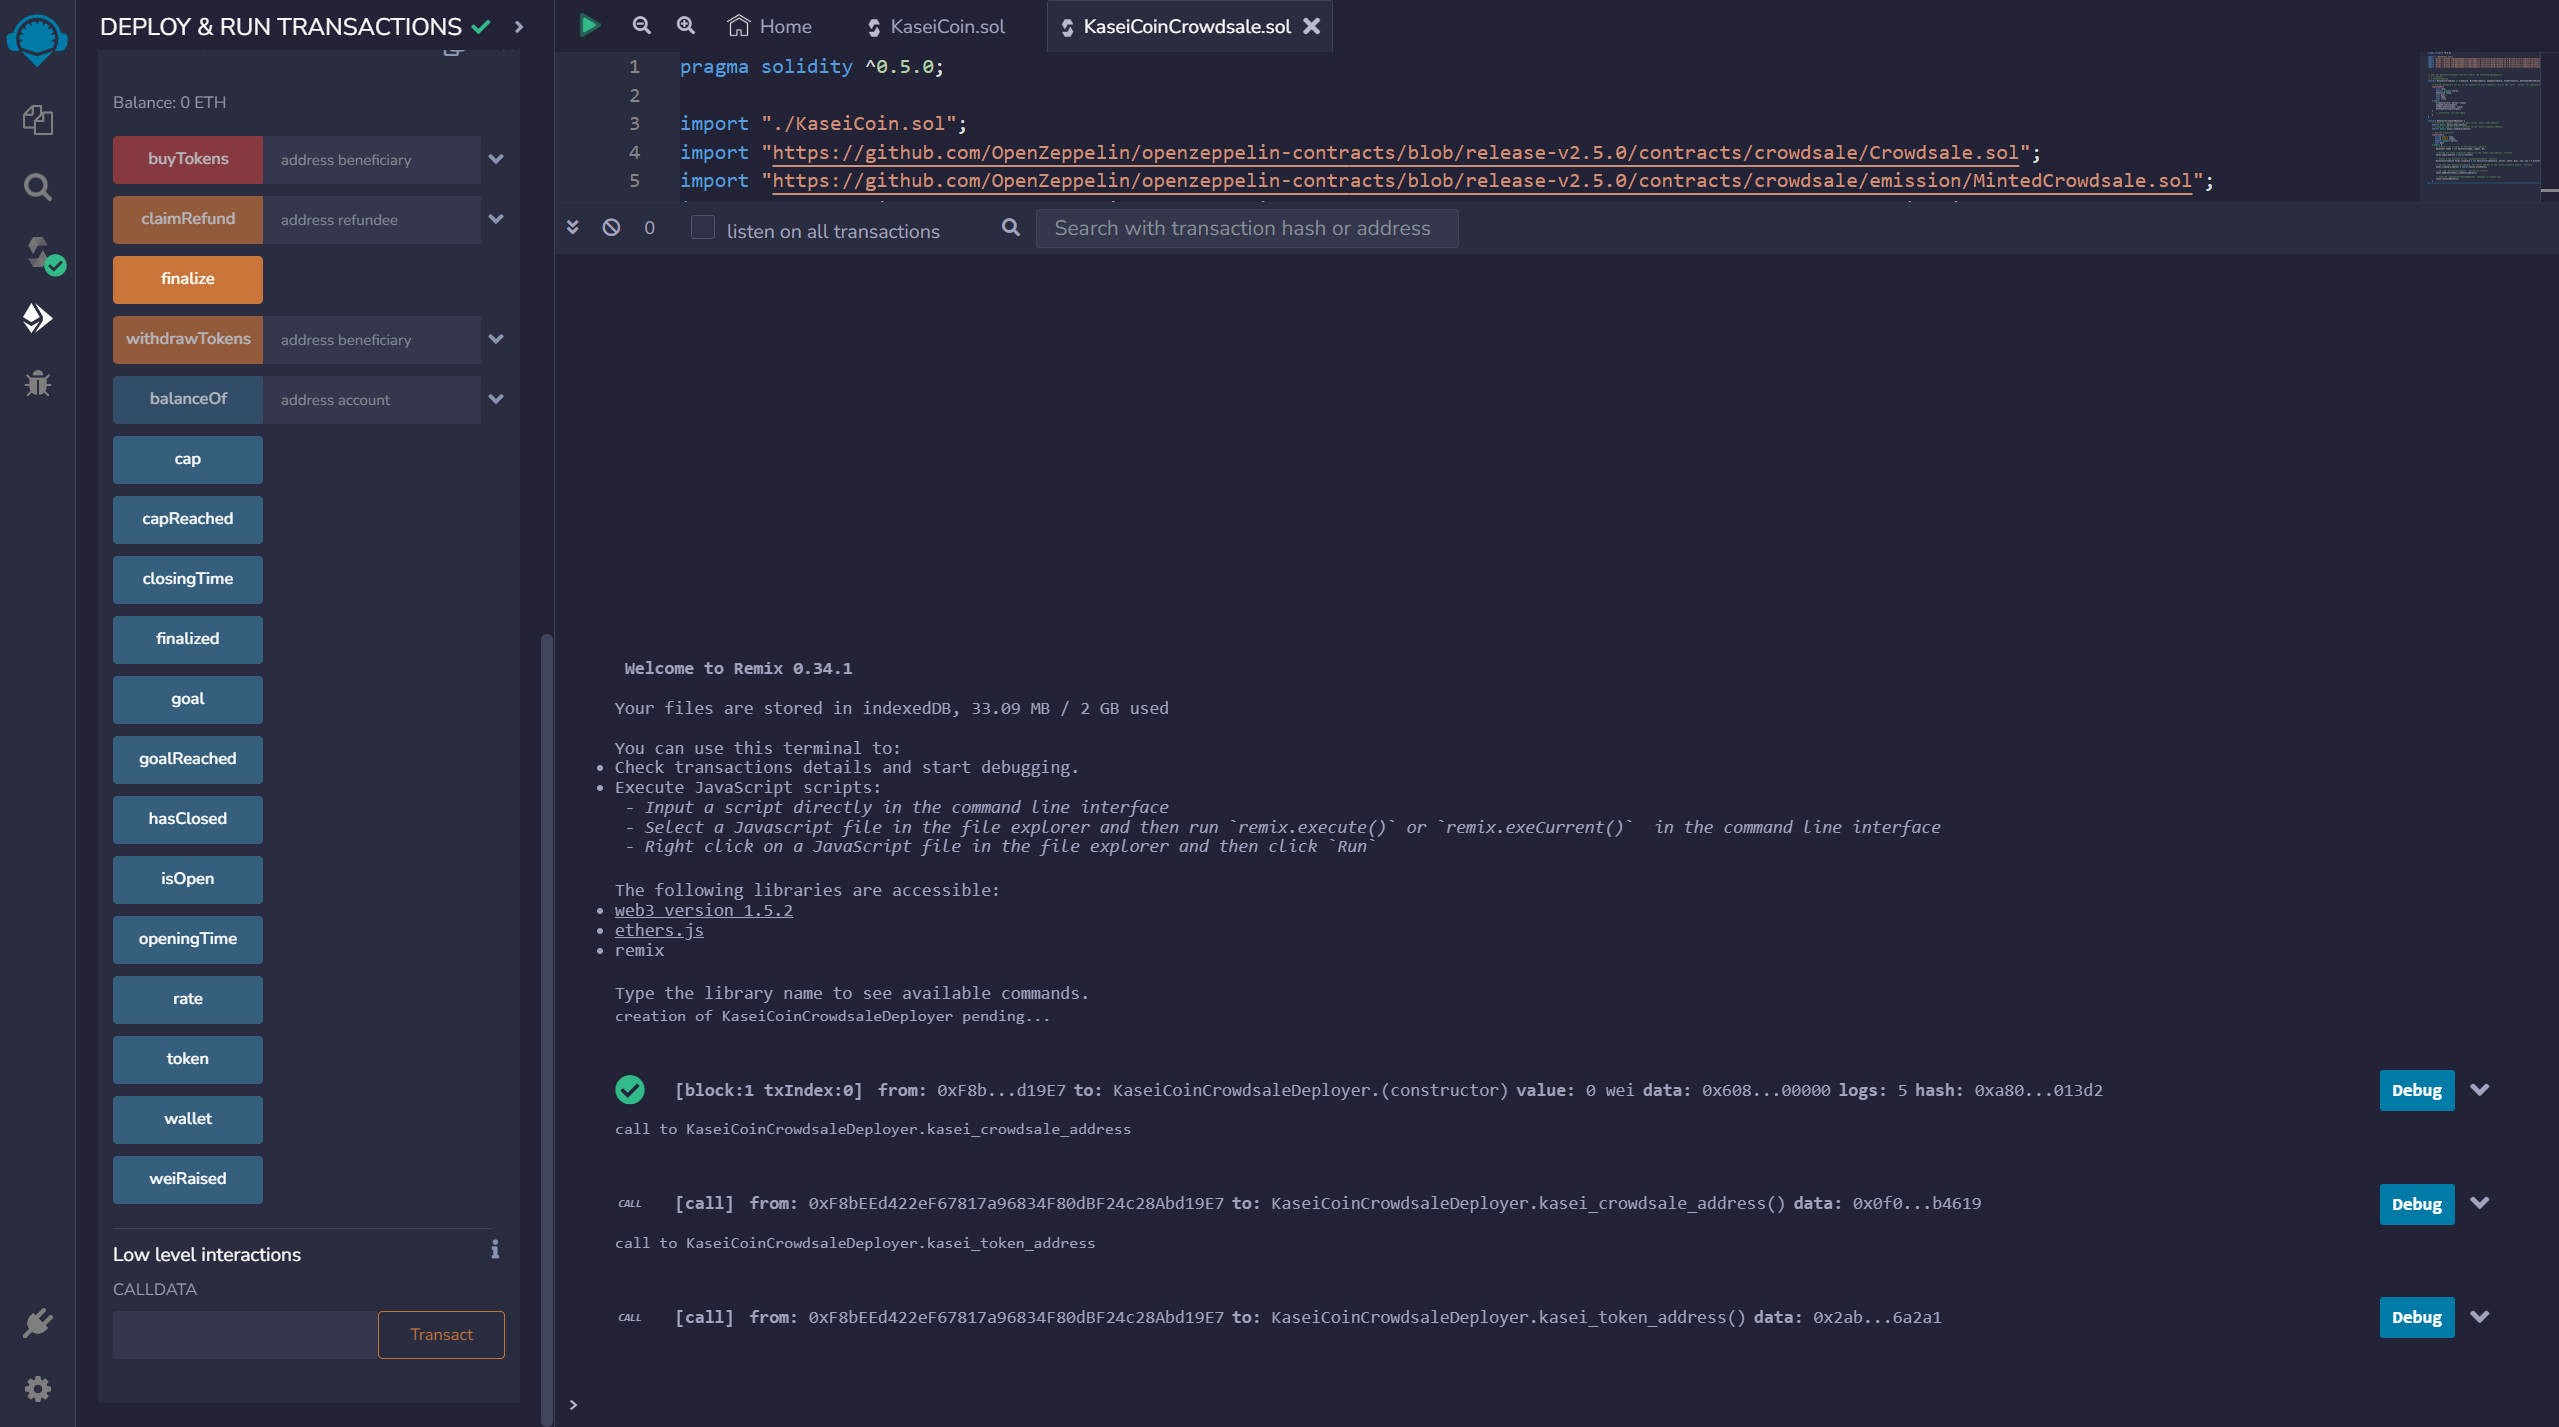 DEPLOY & RUN TRANSACTIONS
Balance: 0 ETH
buyTokens address beneficiary
claimRefund address refundee
finalize
withdrawTokens address beneficiary
balanceOf address account
cap
capReached
closingTime
finalized
goal
goalReached
hasClosed
isOpen
openingTime
rate
token
wallet
weiRaised
Low level interactions
CALLDATA
Transact
Home KaseiCoin.sol KaseiCoinCrowdsale.sol
1 pragma solidity ^0.5.0;
2
3 import "./KaseiCoin.sol";
4 import "https://github.com/OpenZeppelin/openzeppelin-contracts/blob/release-v2.5.0/contracts/crowdsale/Crowdsale.sol";
5 import "https://github.com/OpenZeppelin/openzeppelin-contracts/blob/release-v2.5.0/contracts/crowdsale/emission/MintedCrowdsale.sol";
0 listen on all transactions Search with transaction hash or address
Welcome to Remix 0.34.1
Your files are stored in indexedDB, 33.09 MB / 2 GB used
You can use this terminal to:
• Check transactions details and start debugging.
• Execute JavaScript scripts:
- Input a script directly in the command line interface
- Select a Javascript file in the file explorer and then run `remix.execute()` or `remix.exeCurrent()` in the command line interface
- Right click on a JavaScript file in the file explorer and then click `Run`
The following libraries are accessible:
• web3 version 1.5.2
• ethers.js
• remix
Type the library name to see available commands.
creation of KaseiCoinCrowdsaleDeployer pending...
[block:1 txIndex:0] from: 0xF8b...d19E7 to: KaseiCoinCrowdsaleDeployer.(constructor) value: 0 wei data: 0x608...00000 logs: 5 hash: 0xa80...013d2 Debug
call to KaseiCoinCrowdsaleDeployer.kasei_crowdsale_address
CALL [call] from: 0xF8bEEd422eF67817a96834F80dBF24c28Abd19E7 to: KaseiCoinCrowdsaleDeployer.kasei_crowdsale_address() data: 0x0f0...b4619 Debug
call to KaseiCoinCrowdsaleDeployer.kasei_token_address
CALL [call] from: 0xF8bEEd422eF67817a96834F80dBF24c28Abd19E7 to: KaseiCoinCrowdsaleDeployer.kasei_token_address() data: 0x2ab...6a2a1 Debug
>